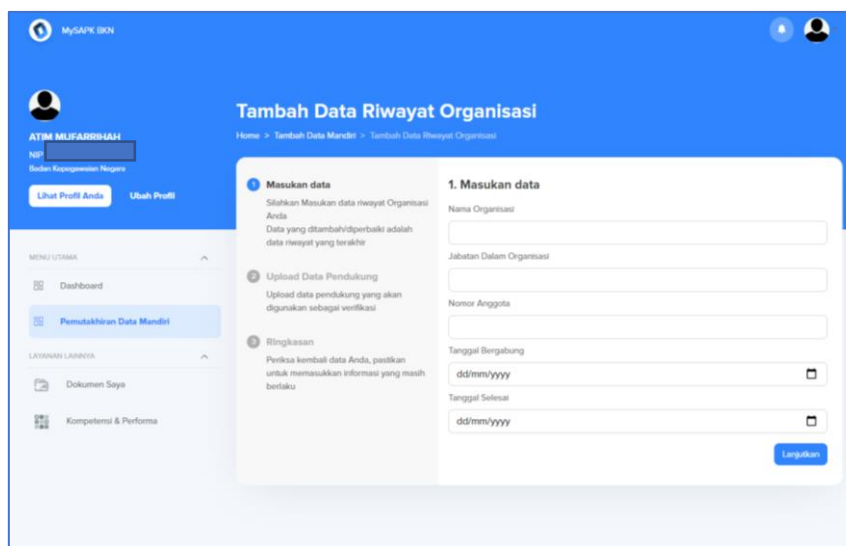 MySAPK BKN
ATIM MUFARRIHAH
NIP
Badan Kepegawaian Negara
Lihat Profil Anda
Ubah Profil
MENU UTAMA
Dashboard
Pemutakhiran Data Mandiri
LAYANAN LAINNYA
Dokumen Saya
Kompetensi & Performa
Tambah Data Riwayat Organisasi
Home > Tambah Data Mandiri > Tambah Data Riwayat Organisasi
1 Masukan data
Silahkan Masukan data riwayat Organisasi
Anda
Data yang ditambah/diperbaiki adalah
data riwayat yang terakhir
2 Upload Data Pendukung
Upload data pendukung yang akan
digunakan sebagai verifikasi
3 Ringkasan
Periksa kembali data Anda, pastikan
untuk memasukkan informasi yang masih
berlaku
1. Masukan data
Nama Organisasi
Jabatan Dalam Organisasi
Nomor Anggota
Tanggal Bergabung
dd/mm/yyyy
Tanggal Selesai
dd/mm/yyyy
Lanjutkan